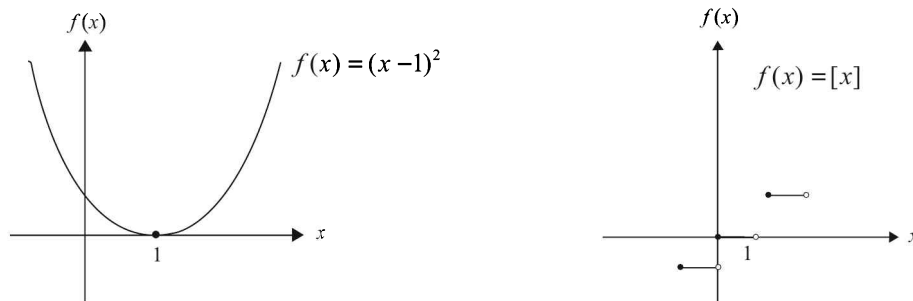 f(x)
f(x) = (x – 1)²
x
1
f(x)
f(x) = [x]
x
1